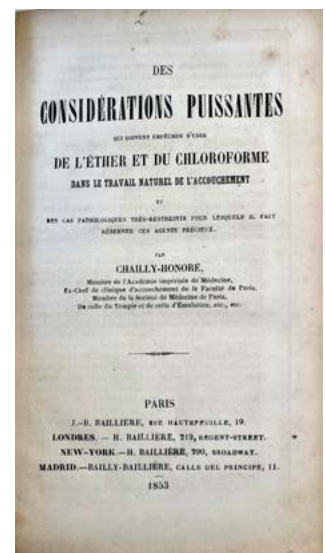 2
DES
CONSIDÉRATIONS PUISSANTES
QUI DOIVENT EMPÊCHER D'USER
DE L'ÉTHER ET DU CHLOROFORME
DANS LE TRAVAIL NATUREL DE L'ACCOUCHEMENT
ET
DES CAS PATHOLOGIQUES TRÈS-RESTREINTS POUR LESQUELS IL FAUT
RÉSERVER CES AGENTS PRÉCIEUX.
PAR
CHAILLY-HONORÉ,
Membre de l'Académie impériale de Médecine,
Ex-Chef de clinique d'accouchement de la Faculté de Paris,
Membre de la Société de Médecine de Paris,
De celle du Temple et de celle d'Émulation, etc., etc.
PARIS
J.-B. BAILLIÈRE, RUE HAUTEFEUILLE, 19.
LONDRES. — H. BAILLIÈRE, 219, REGENT-STREET.
NEW-YORK. — H. BAILLIÈRE, 290, BROADWAY.
MADRID.—BAILLY-BAILLIÈRE, CALLE DEL PRINCIPE, 11.
1853